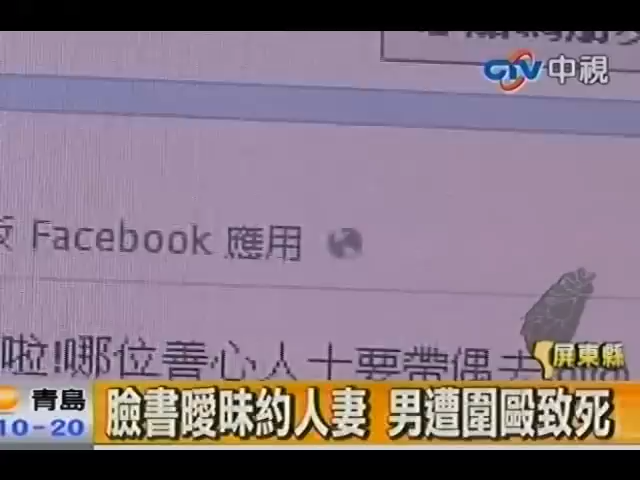 CTV中視
Facebook 應用
啦!哪位善心人士要帶偶去
屏東縣
青島
10-20
臉書曖昧約人妻 男遭圍毆致死